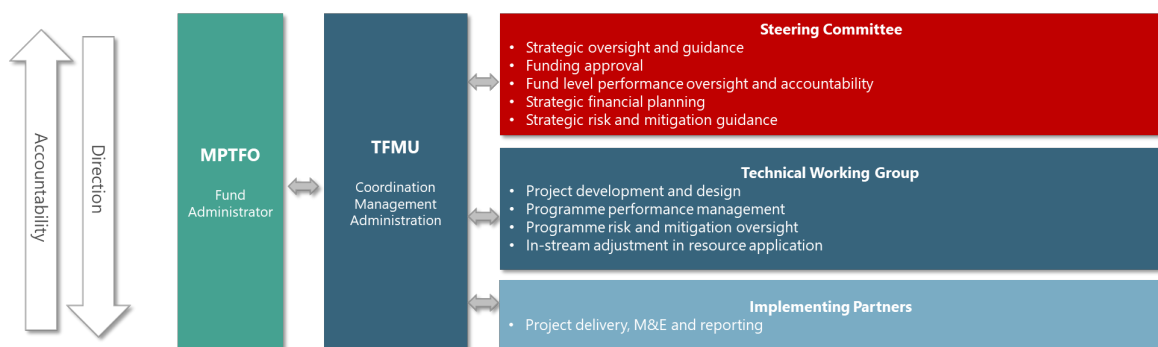 Accountability
Direction
MPTFO
Fund
Administrator
TFMU
Coordination
Management
Administration
Steering Committee
• Strategic oversight and guidance
• Funding approval
• Fund level performance oversight and accountability
• Strategic financial planning
• Strategic risk and mitigation guidance
Technical Working Group
• Project development and design
• Programme performance management
• Programme risk and mitigation oversight
• In-stream adjustment in resource application
Implementing Partners
• Project delivery, M&E and reporting